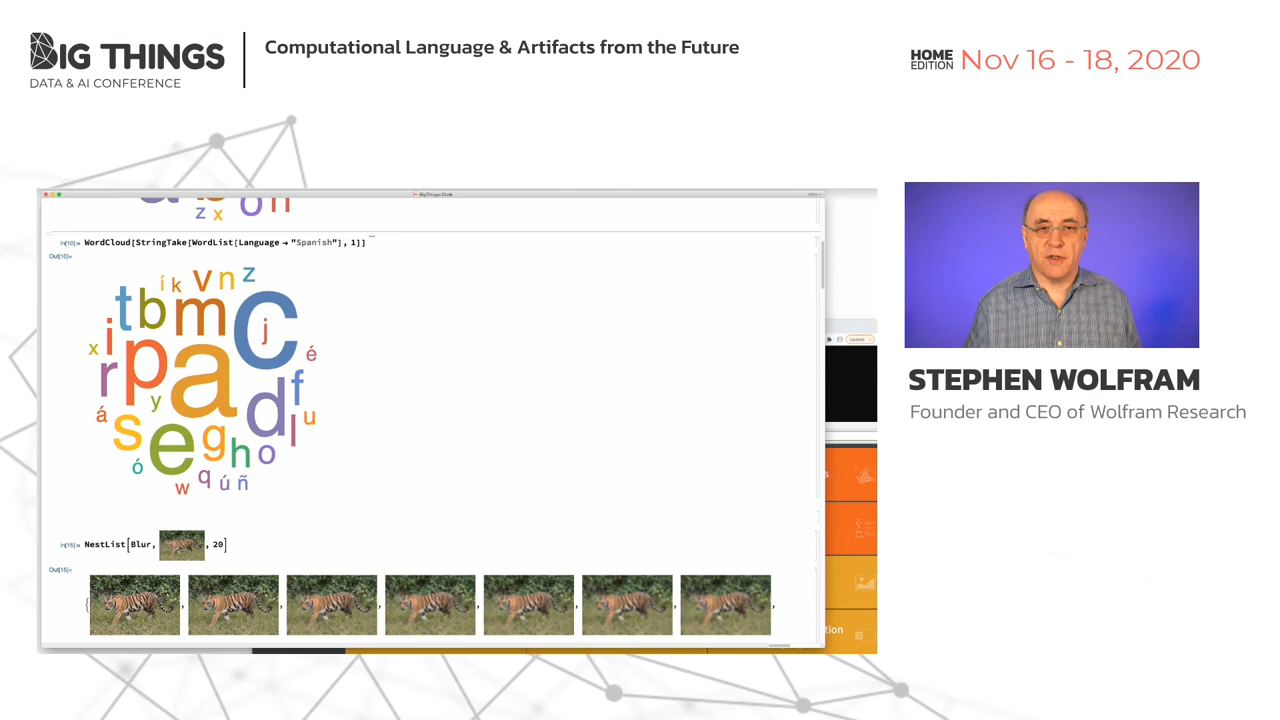 BIG THINGS
DATA & AI CONFERENCE
Computational Language & Artifacts from the Future
HOME
EDITION
Nov 16 - 18, 2020
z x o n
In[10]:= WordCloud[StringTake[WordList[Language → "Spanish"], 1]]
Out[10]=
í k v n z
t b m c
i j
x r p a é
á y d f
s e g l u
ó h o
w q ú ñ
In[15]:= NestList[Blur, , 20]
Out[15]=
{ , , , , , , ,
Update
s
tion
STEPHEN WOLFRAM
Founder and CEO of Wolfram Research